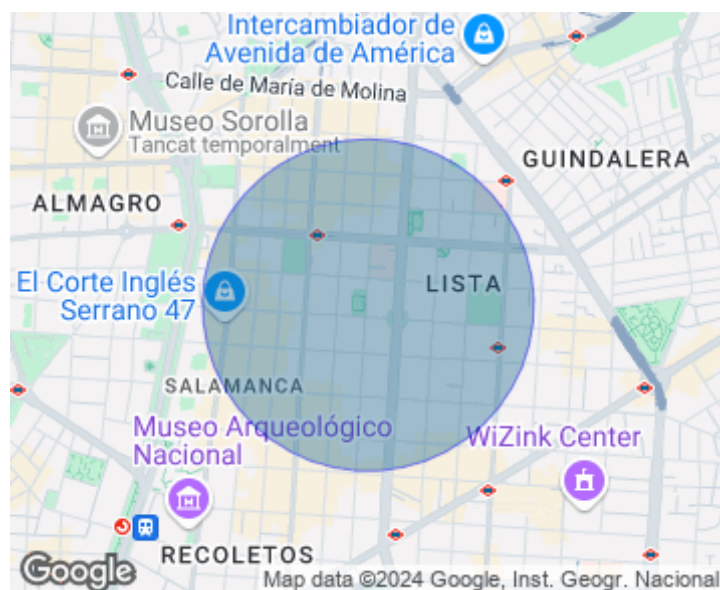 Intercambiador de
Avenida de América
Calle de María de Molina
Museo Sorolla
Tancat temporalment
GUINDALERA
ALMAGRO
El Corte Inglés
Serrano 47
LISTA
SALAMANCA
Museo Arqueológico
Nacional
WiZink Center
RECOLETOS
Google
Map data ©2024 Google, Inst. Geogr. Nacional